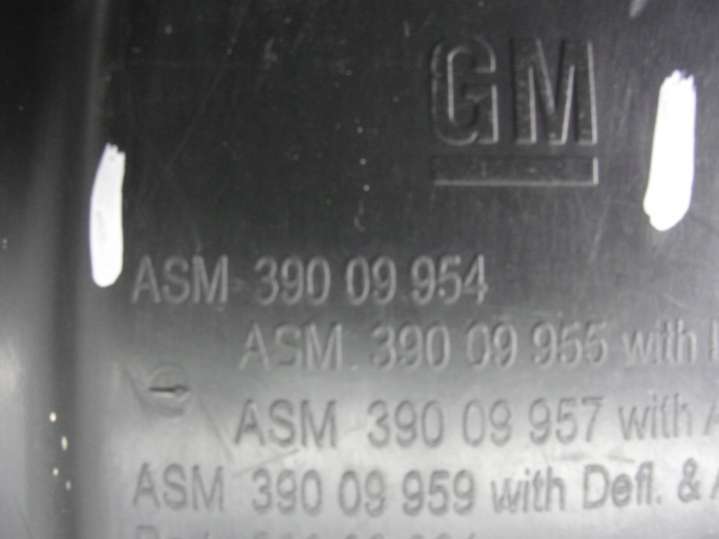 GM
ASM 390 09 954
ASM 390 09 955 with
ASM 390 09 957 with
ASM 390 09 959 with Defl. &